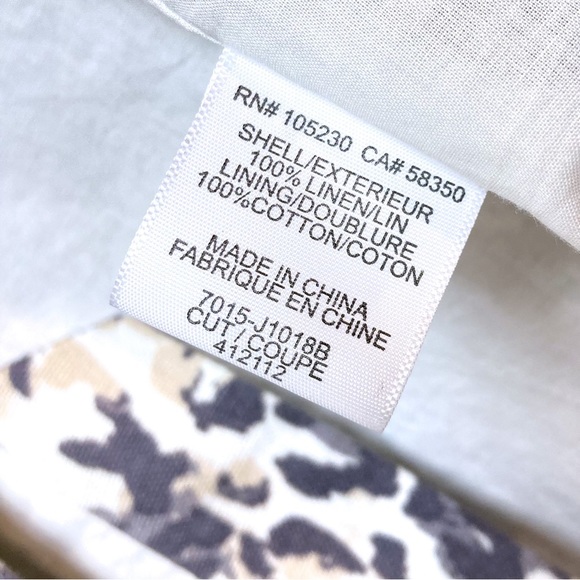 RN# 105230 CA# 58350
SHELL/EXTERIEUR
100% LINEN/LIN
LINING/DOUBLURE
100%COTTON/COTON
MADE IN CHINA
FABRIQUE EN CHINE
7015-J1018B
CUT / COUPE
412112